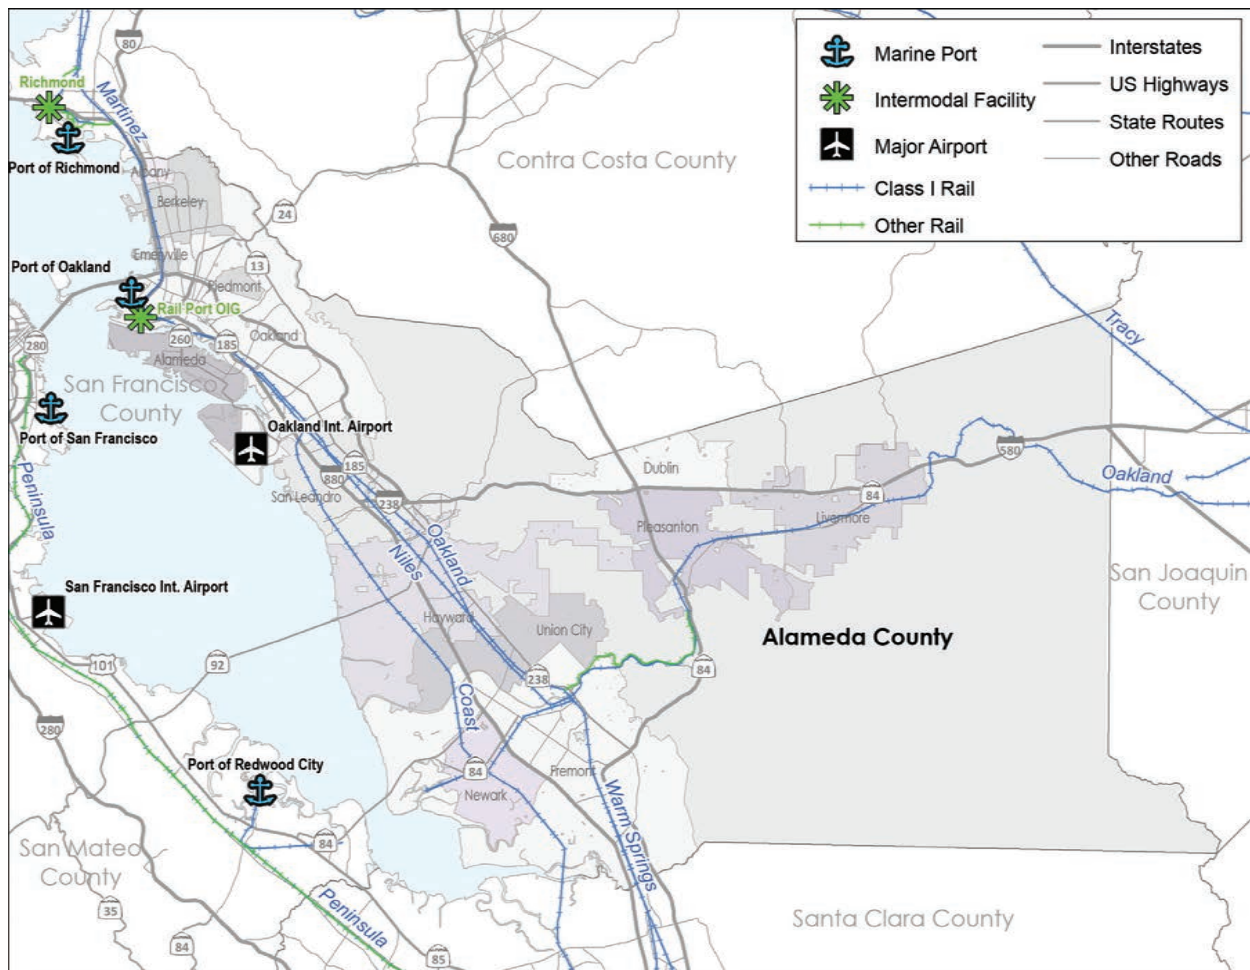 Marine Port
Intermodal Facility
Major Airport
Class I Rail
Other Rail
Interstates
US Highways
State Routes
Other Roads
80
Richmond
Martinez
Port of Richmond
Albany
Berkeley
Contra Costa County
24
680
Emeryville
13
Port of Oakland
Piedmont
Rail Port OIG
280
260
185
Oakland
Alameda
Tracy
San Francisco
County
Port of San Francisco
Oakland Int. Airport
Peninsula
185
880
San Leandro
238
Dublin
580
84
Oakland
Pleasanton
Livermore
Niles
Oakland
San Francisco Int. Airport
San Joaquin
County
Hayward
Union City
Alameda County
101
92
238
84
280
Coast
Port of Redwood City
84
Fremont
Newark
Warm Springs
San Mateo
County
84
Peninsula
35
84
85
Santa Clara County